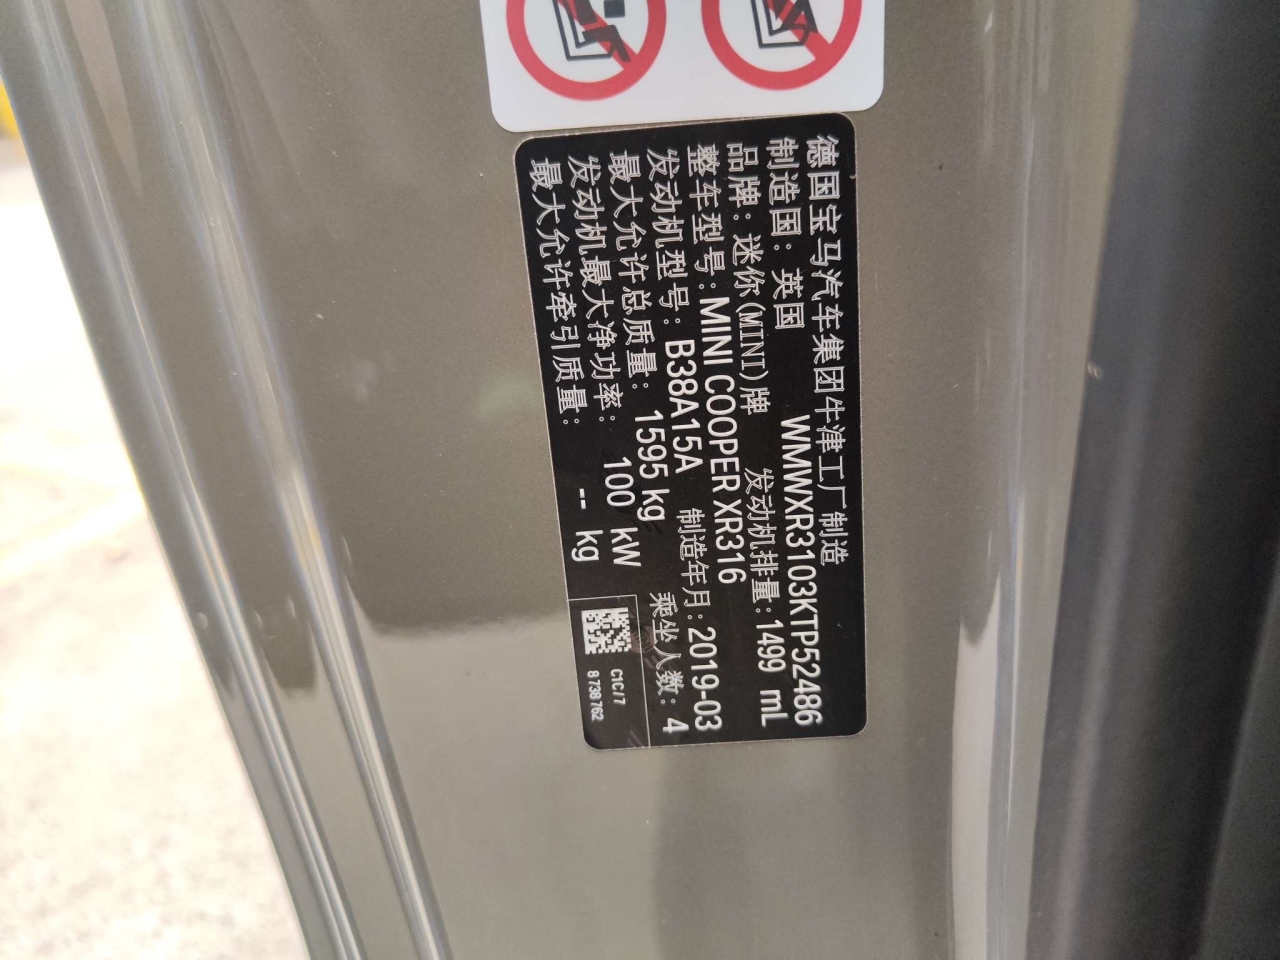 德国宝马汽车集团牛津工厂制造
制造国: 英国 WMWXR3103KTP52486
品牌: 迷你(MINI)牌 发动机排量:1499 mL
整车型号:MINI COOPER XR316
发动机型号: B38A15A 制造年月:2019-03
最大允许总质量: 1595 kg 乘坐人数: 4
发动机最大净功率: 100 kW
最大允许牵引质量: -- kg
C1C/7
8 738 762